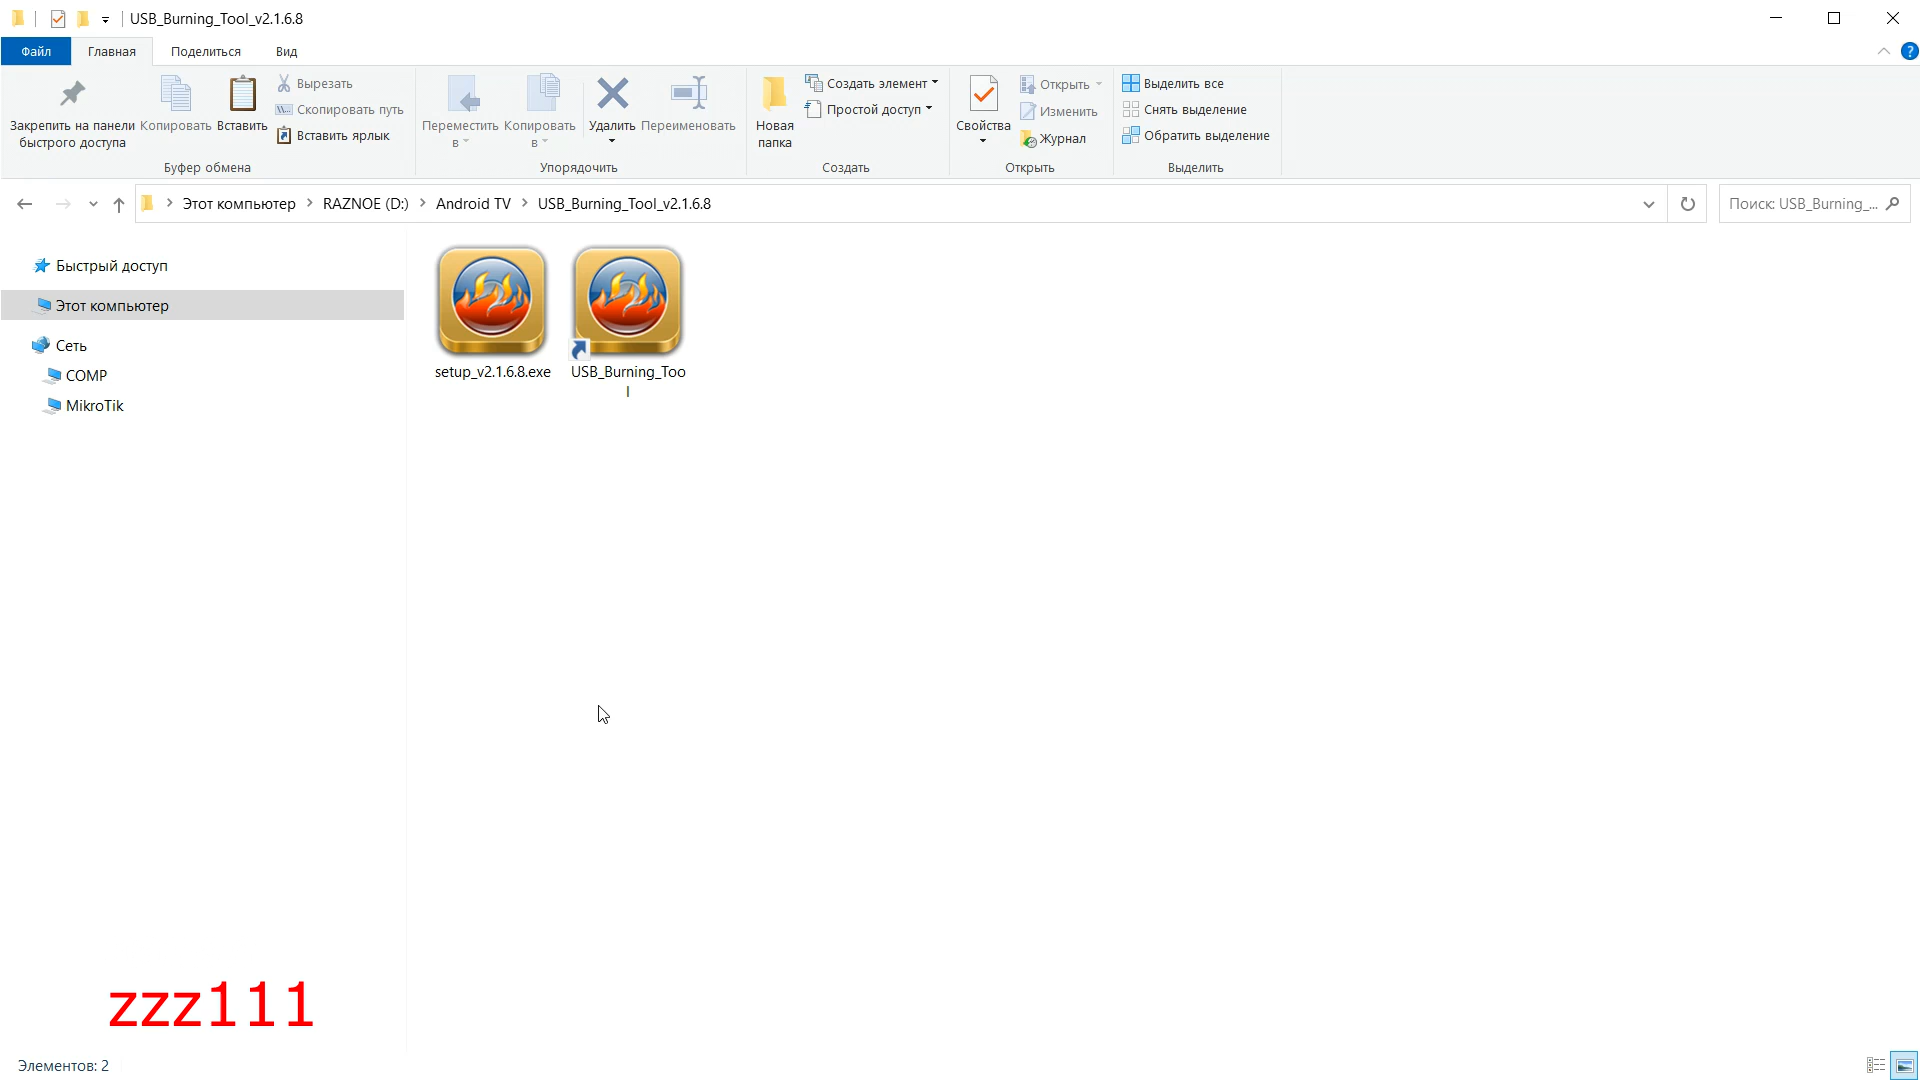 USB_Burning_Tool_v2.1.6.8
Файл Главная Поделиться Вид
Закрепить на панели
быстрого доступа
Копировать
Вставить
Вырезать
Скопировать путь
Вставить ярлык
Буфер обмена
Переместить
в
Копировать
в
Удалить
Переименовать
Упорядочить
Новая
папка
Создать элемент
Простой доступ
Создать
Свойства
Открыть
Изменить
Журнал
Открыть
Выделить все
Снять выделение
Обратить выделение
Выделить
Этот компьютер > RAZNOE (D:) > Android TV > USB_Burning_Tool_v2.1.6.8
Поиск: USB_Burning_...
Быстрый доступ
Этот компьютер
Сеть
COMP
MikroTik
setup_v2.1.6.8.exe
USB_Burning_Too
l
zzz111
Элементов: 2